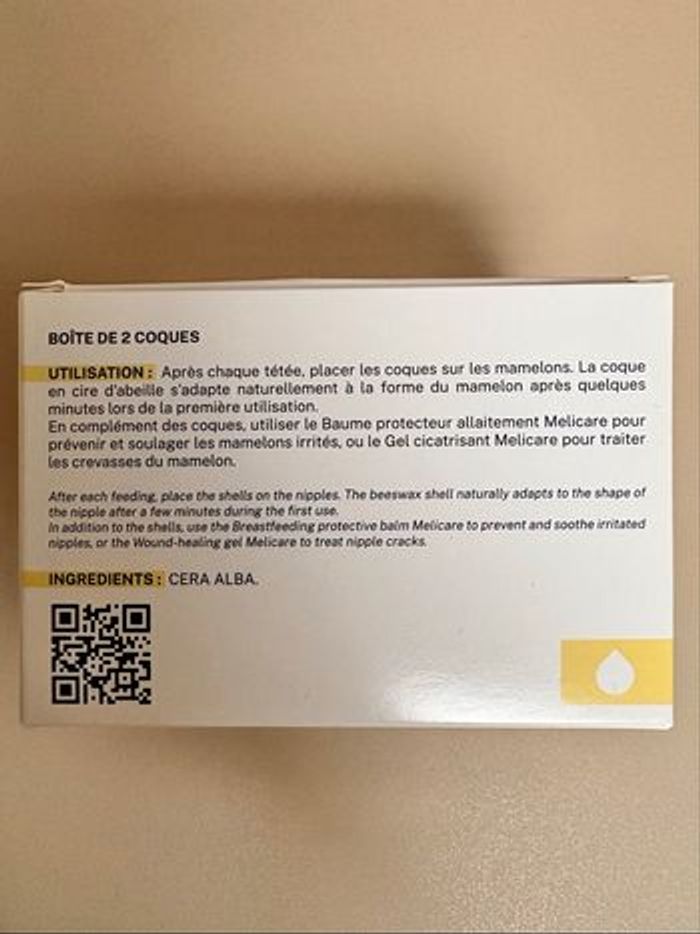 BOÎTE DE 2 COQUES
UTILISATION : Après chaque tétée, placer les coques sur les mamelons. La coque
en cire d'abeille s'adapte naturellement à la forme du mamelon après quelques
minutes lors de la première utilisation.
En complément des coques, utiliser le Baume protecteur allaitement Melicare pour
prévenir et soulager les mamelons irrités, ou le Gel cicatrisant Melicare pour traiter
les crevasses du mamelon.
After each feeding, place the shells on the nipples. The beeswax shell naturally adapts to the shape of
the nipple after a few minutes during the first use.
In addition to the shells, use the Breastfeeding protective balm Melicare to prevent and soothe irritated
nipples, or the Wound-healing gel Melicare to treat nipple cracks.
INGREDIENTS : CERA ALBA.